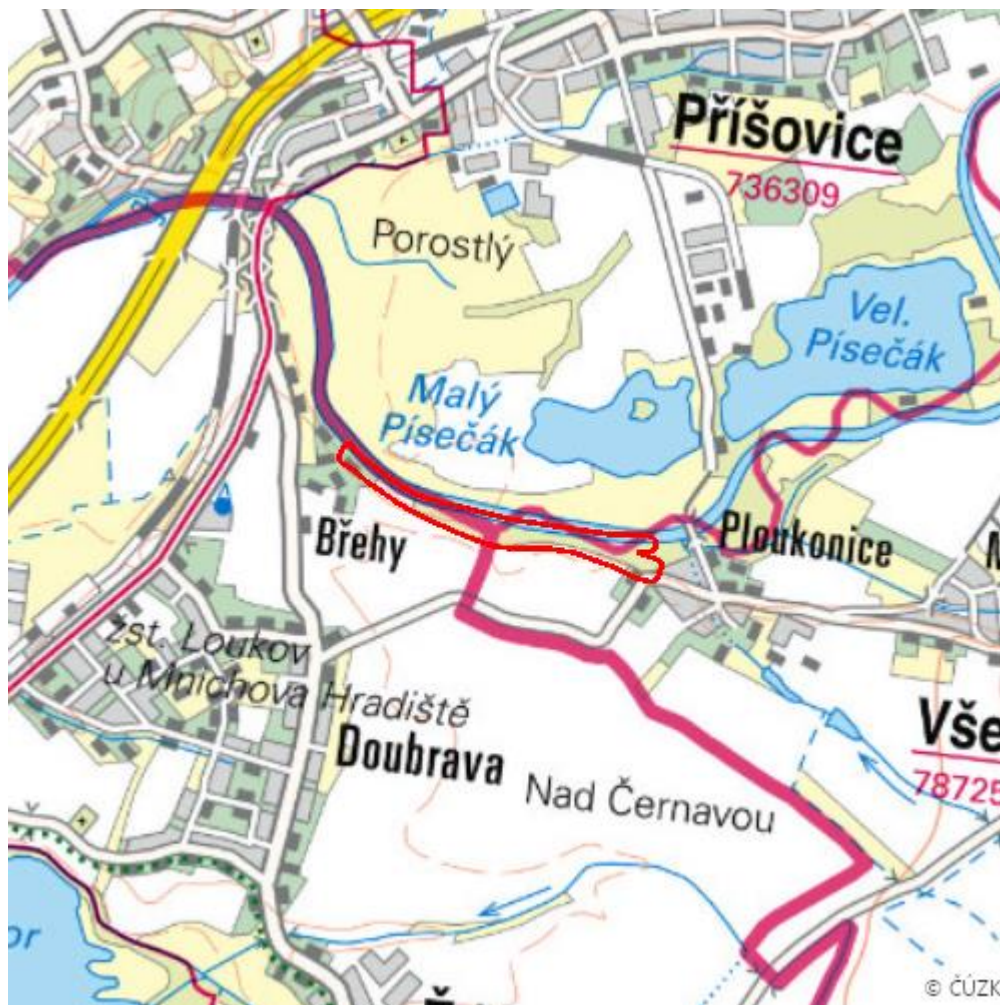 Příšovice
736309
Porostlý
Vel.
Písečák
Malý
Písečák
Břehy
Ploukonice
žst. Loukov
u Mnichova Hradiště
Doubrava
Nad Černavou
Vše
78725
or
© ČÚZK